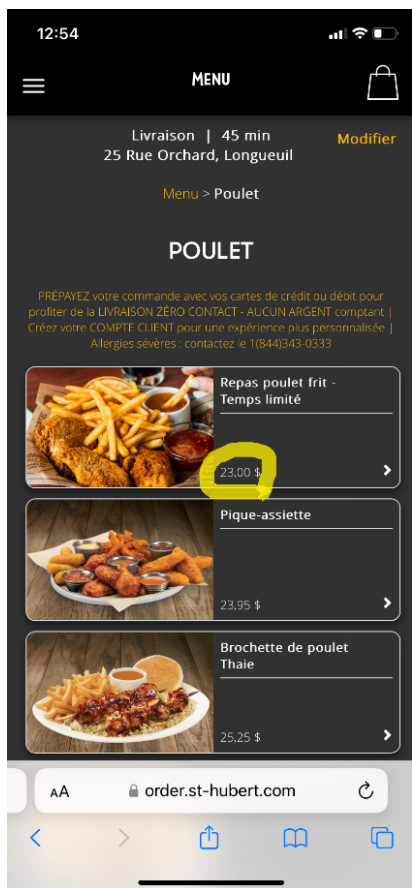 12:54
MENU
Livraison | 45 min
25 Rue Orchard, Longueuil
Modifier
Menu > Poulet
POULET
PRÉPAYEZ votre commande avec vos cartes de crédit ou débit pour
profiter de la LIVRAISON ZÉRO CONTACT - AUCUN ARGENT comptant |
Créez votre COMPTE CLIENT pour une expérience plus personnalisée |
Allergies sévères : contactez le 1(844)343-0333
Repas poulet frit -
Temps limité
23,00 $
Pique-assiette
23,95 $
Brochette de poulet
Thaie
25,25 $
AA
order.st-hubert.com